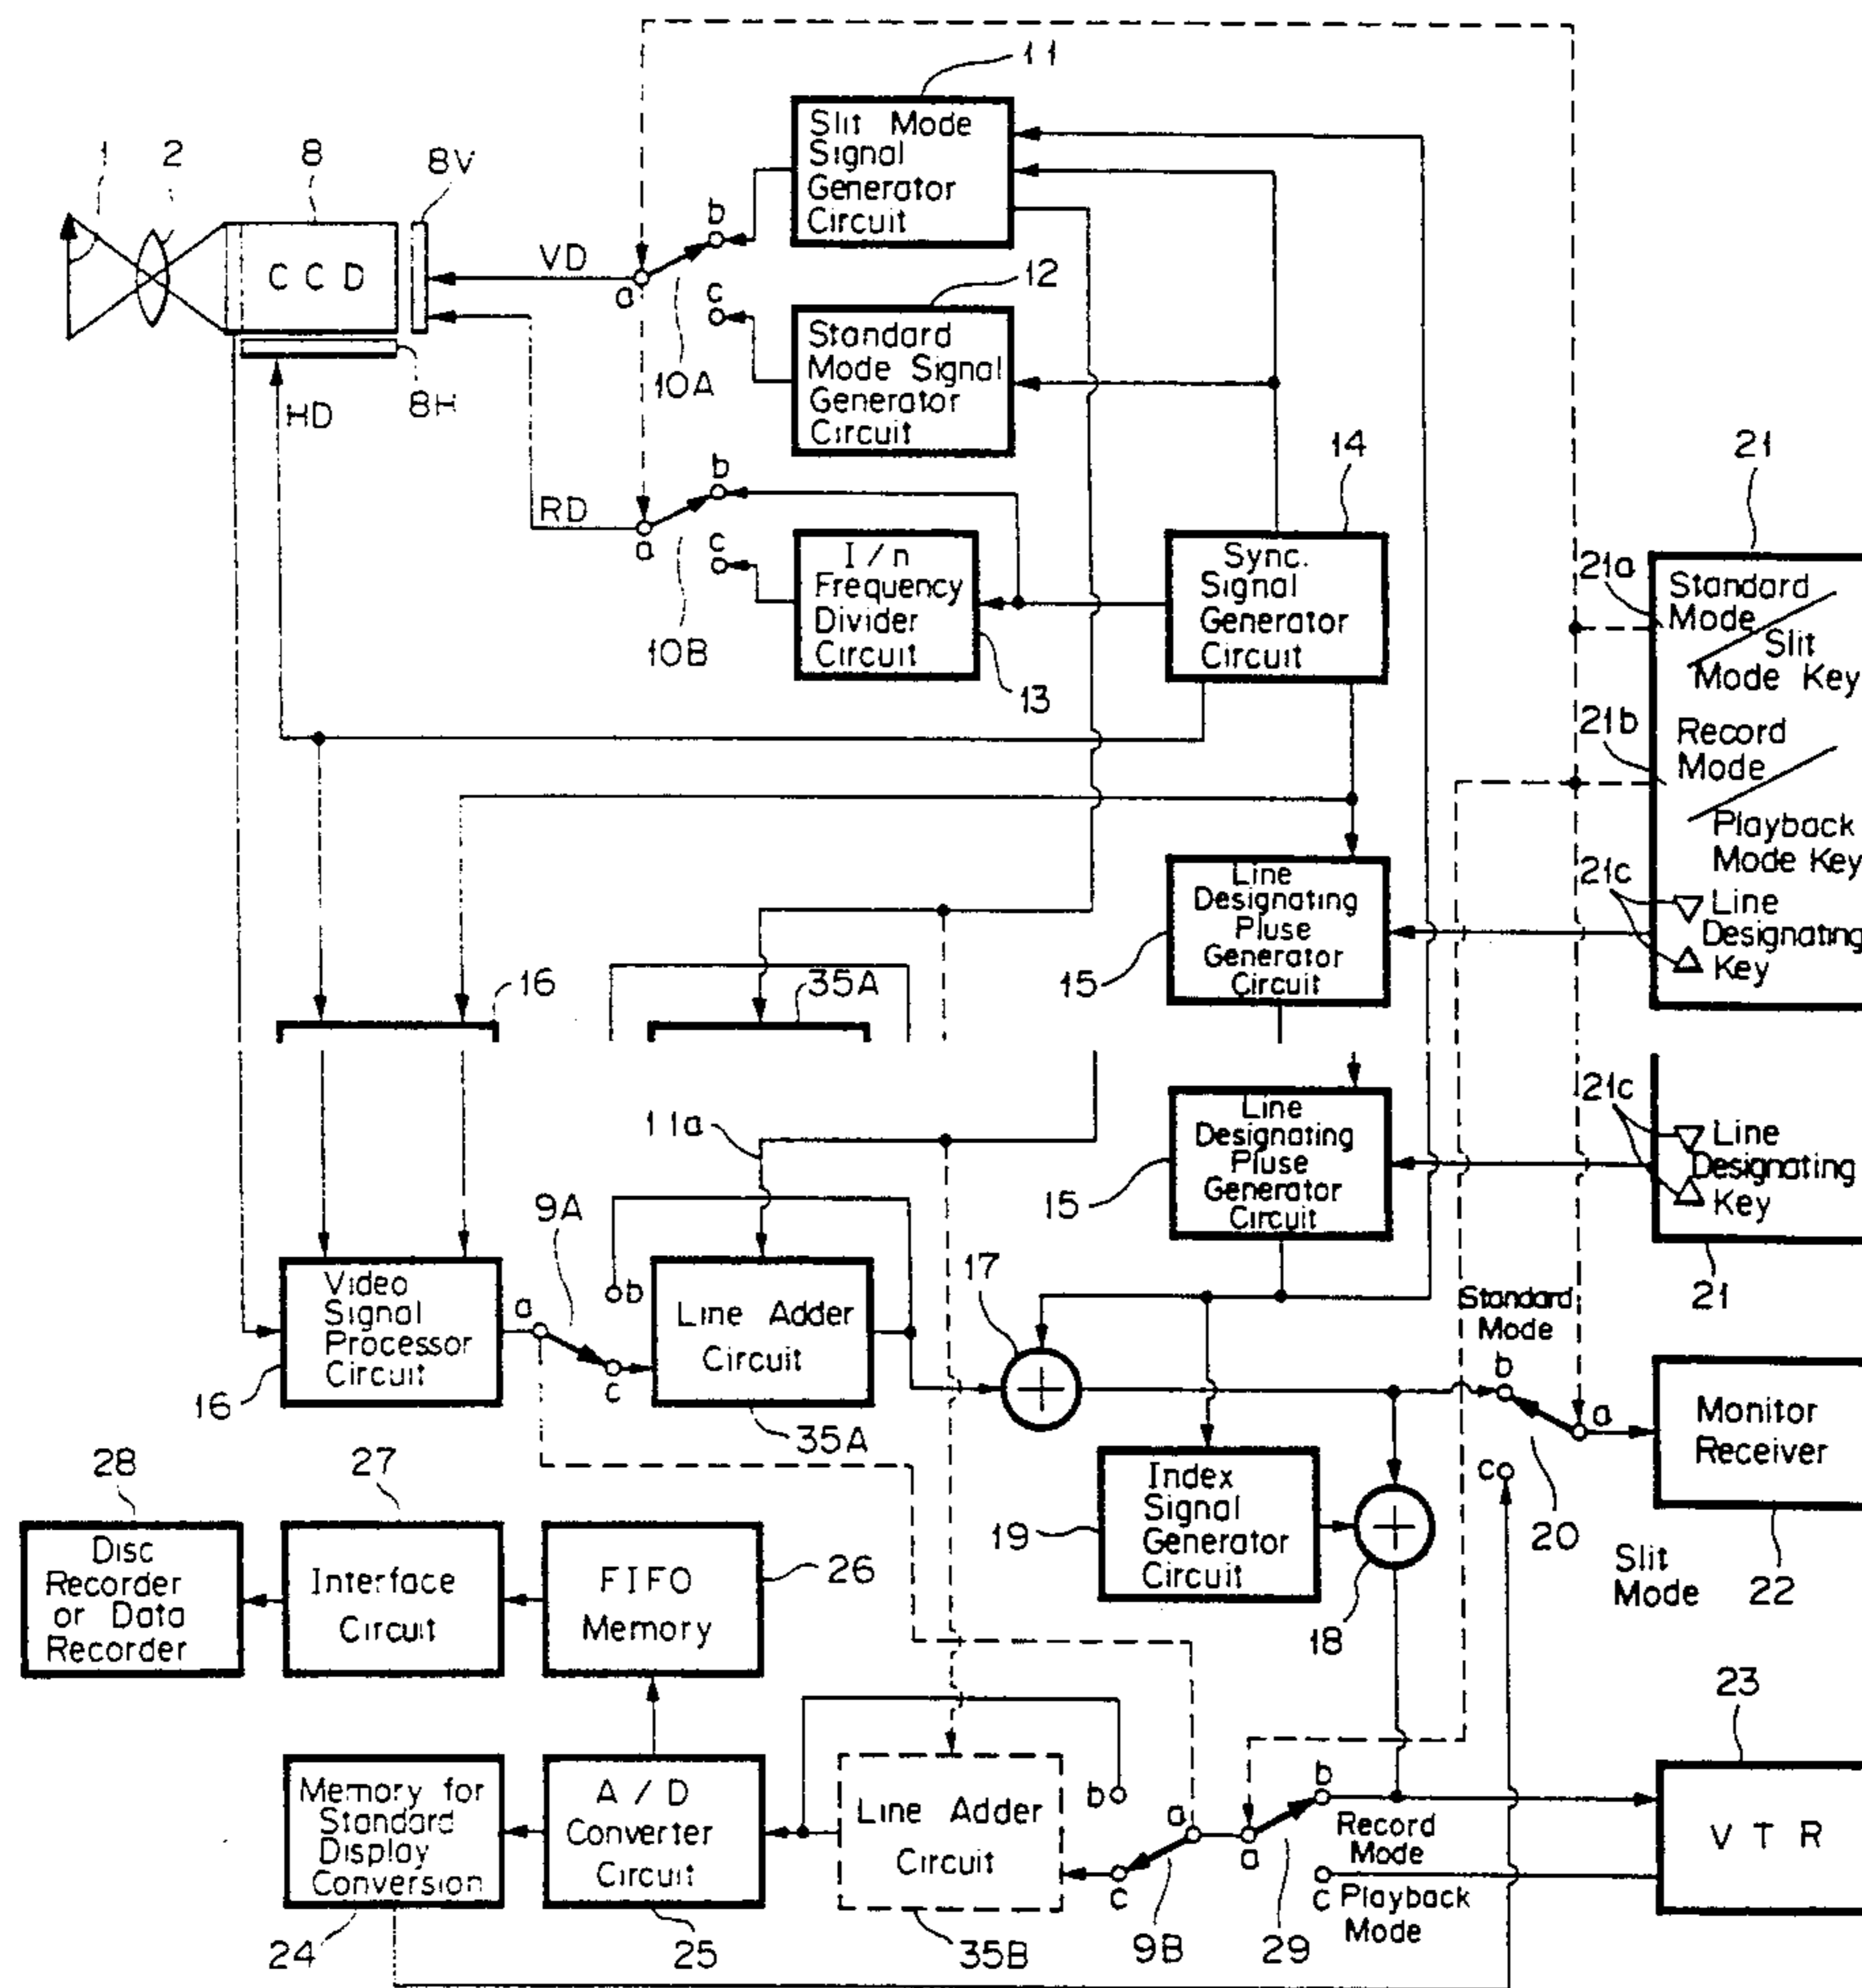 11
Slit Mode
Signal
Generator
Circuit
1
2
8
8V
CCD
VD
a
b
c
10A
12
Standard
Mode Signal
Generator
Circuit
HD
8H
RD
a
b
c
10B
I/n
Frequency
Divider
Circuit
13
14
Sync.
Signal
Generator
Circuit
21
21a
Standard
Mode
Slit
Mode Key
21b
Record
Mode
Playback
Mode Key
21c
Line
Designating
Key
Line
Designating
Pluse
Generator
Circuit
15
16
35A
11a
Line
Designating
Pluse
Generator
Circuit
15
21c
Line
Designating
Key
21
9A
Video
Signal
Processor
Circuit
16
a
b
c
Line Adder
Circuit
35A
17
Standard
Mode
b
a
c
20
Monitor
Receiver
22
Slit
Mode
Index
Signal
Generator
Circuit
19
18
28
Disc
Recorder
or Data
Recorder
27
Interface
Circuit
FIFO
Memory
26
Memory for
Standard
Display
Conversion
24
A / D
Converter
Circuit
25
Line Adder
Circuit
35B
b
a
c
9B
a
b
Record
Mode
c Playback
Mode
29
23
V T R